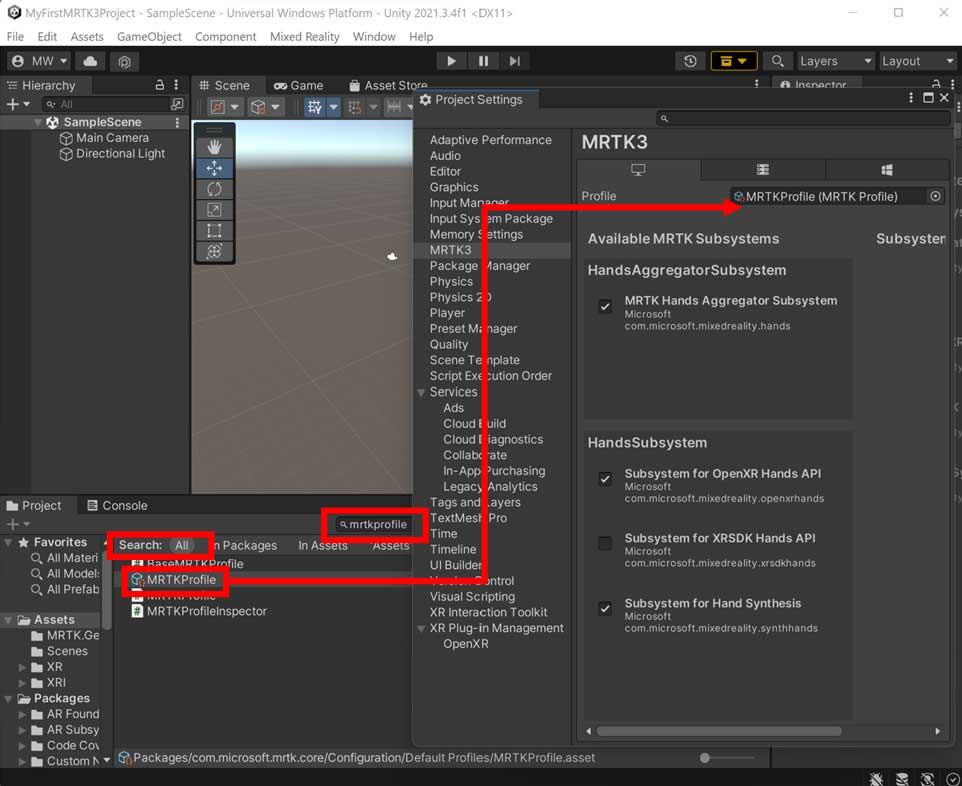 MyFirstMRTK3Project - SampleScene - Universal Windows Platform - Unity 2021.3.4f1 <DX11>
File Edit Assets GameObject Component Mixed Reality Window Help
MW Layers Layout
Hierarchy
All
SampleScene
Main Camera
Directional Light
Scene Game Asset Store
Inspector
Project Settings
Adaptive Performance
Audio
Editor
Graphics
Input Manager
Input System Package
Memory Settings
MRTK3
Package Manager
Physics
Physics 2D
Player
Preset Manager
Quality
Scene Template
Script Execution Order
Services
Ads
Cloud Build
Cloud Diagnostics
Collaborate
In-App Purchasing
Legacy Analytics
Tags and Layers
TextMesh Pro
Time
Timeline
UI Builder
Version Control
Visual Scripting
XR Interaction Toolkit
XR Plug-in Management
OpenXR
MRTK3
Profile MRTKProfile (MRTK Profile)
Available MRTK Subsystems Subsyster
HandsAggregatorSubsystem
MRTK Hands Aggregator Subsystem
Microsoft
com.microsoft.mixedreality.hands
HandsSubsystem
Subsystem for OpenXR Hands API
Microsoft
com.microsoft.mixedreality.openxrhands
Subsystem for XRSDK Hands API
Microsoft
com.microsoft.mixedreality.xrsdkhands
Subsystem for Hand Synthesis
Microsoft
com.microsoft.mixedreality.synthhands
Project Console
mrtkprofile
Favorites
All Materi
All Model
All Prefab
Assets
MRTK.Ge
Scenes
XR
XRI
Packages
AR Found
AR Subsy
Code Cov
Custom N
Search: All In Packages In Assets Assets
BaseMRTKProfile
MRTKProfile
MRTKProfile
MRTKProfileInspector
Packages/com.microsoft.mrtk.core/Configuration/Default Profiles/MRTKProfile.asset